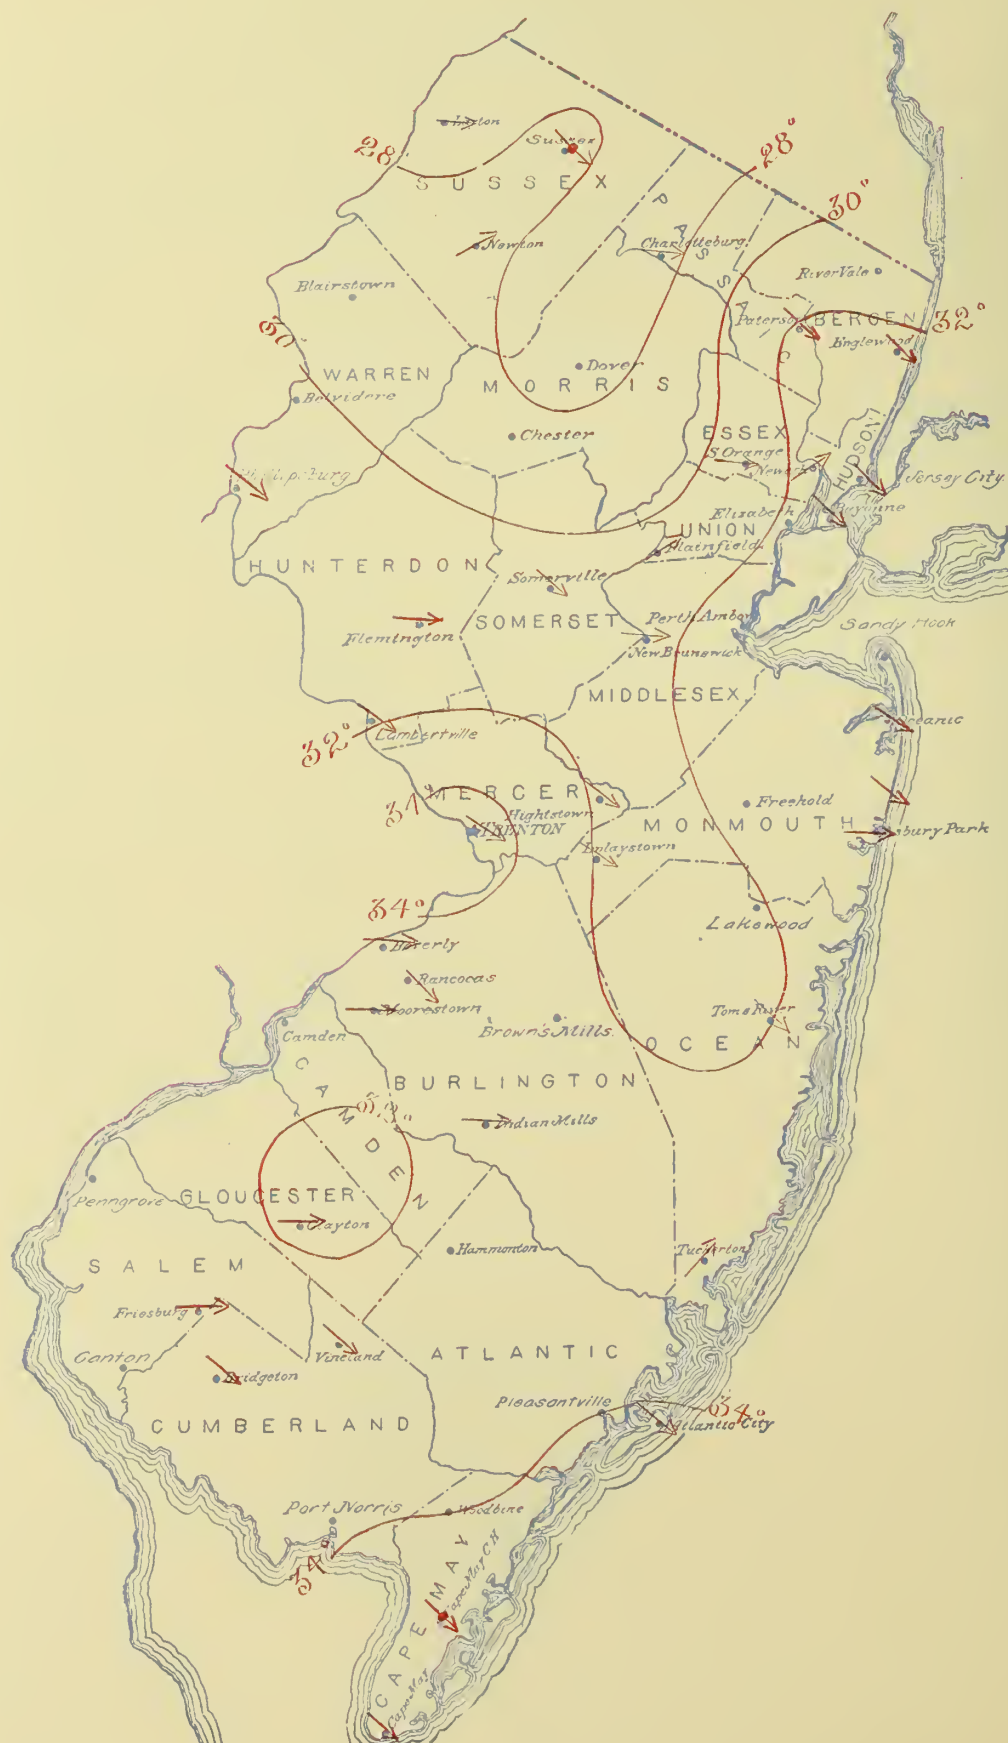 Layton
Sussex
28°
28°
SUSSEX
PASSAIC
30°
Newton
Charlotteburg
River Vale
Blairstown
Paterson
BERGEN
32°
Englewood
30°
WARREN
Dover
MORRIS
Belvidere
Chester
ESSEX
S Orange
Newark
HUDSON
Jersey City
Phillipsburg
Elizabeth
Bayonne
UNION
Plainfield
HUNTERDON
Somerville
SOMERSET
Perth Amboy
Sandy Hook
Flemington
New Brunswick
MIDDLESEX
Oceanic
32°
Lambertville
MERCER
Hightstown
Freehold
TRENTON
MONMOUTH
Asbury Park
Imlaystown
34°
Lakewood
Beverly
Rancocas
Moorestown
Toms River
Camden
Brown's Mills
OCEAN
CAMDEN
BURLINGTON
Indian Mills
Penngrove
GLOUCESTER
Clayton
Hammonton
Tuckerton
SALEM
Friesburg
Vineland
Canton
Bridgeton
ATLANTIC
Pleasantville
34°
Atlantic City
CUMBERLAND
Port Norris
Woodbine
34°
Cape May C H
CAPE MAY
Cape May